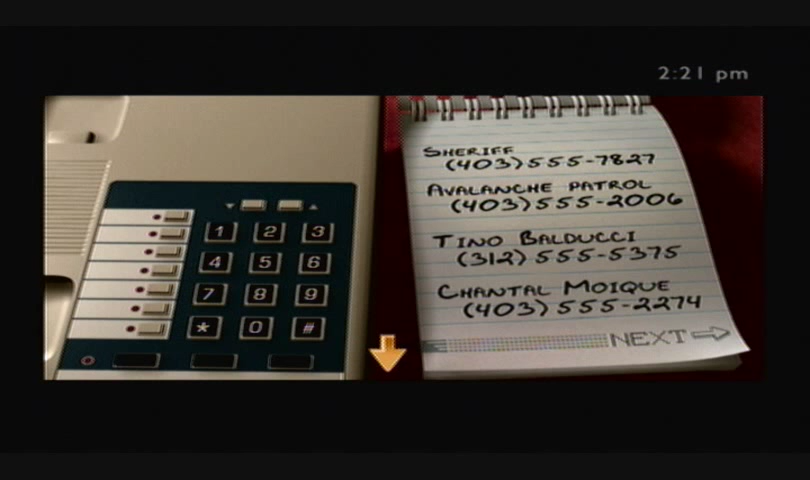 2:21 pm
1 2 3
4 5 6
7 8 9
* 0 #
SHERIFF
(403) 555-7827
AVALANCHE PATROL
(403) 555-2006
TINO BALDUCCI
(312) 555-5375
CHANTAL MOIQUE
(403) 555-2274
NEXT